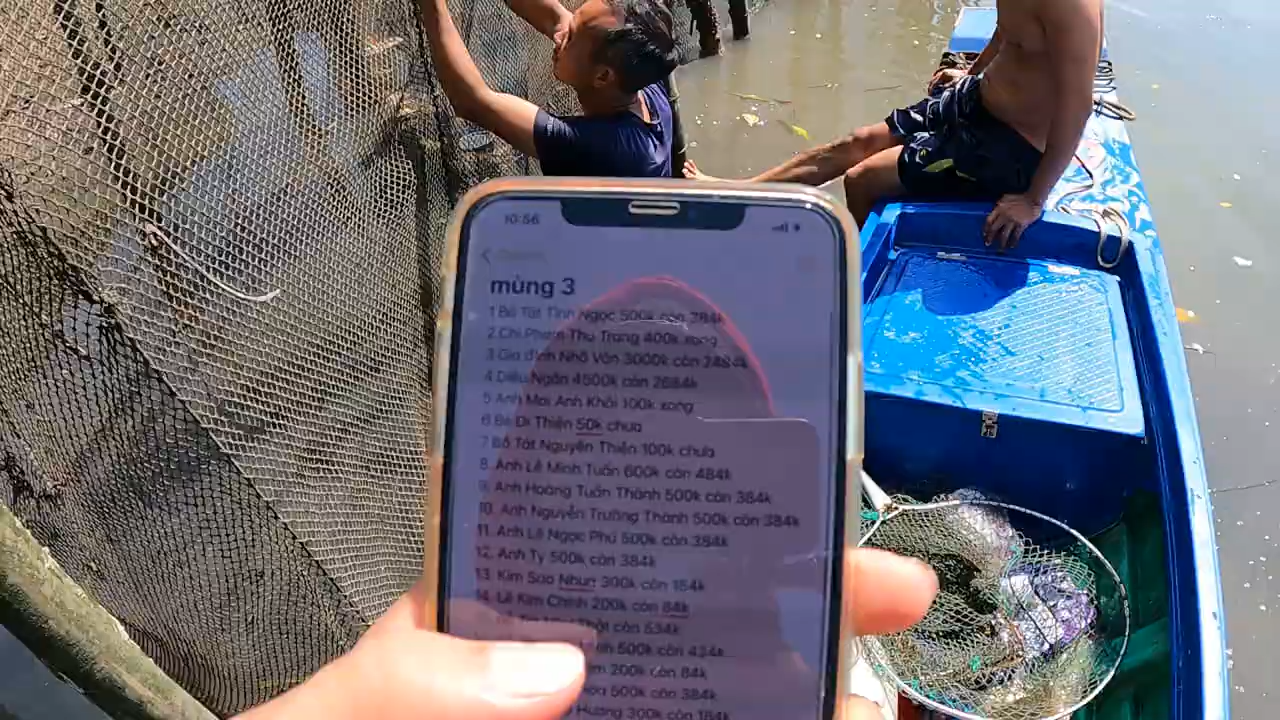 10:56
mùng 3
1 Bồ Tát Tịnh Ngọc 500k còn 284k
2 Chị Phạm Thu Trang 400k xong
3 Gia đình Nhã Vân 3000k còn 2484k
4 Diệu Ngân 4500k còn 2684k
5 Anh Mai Anh Khôi 100k xong
6 Bé Di Thiện 50k chưa
7 Bồ Tát Nguyên Thiện 100k chưa
8. Anh Lê Minh Tuấn 600k còn 484k
9. Anh Hoàng Tuấn Thành 500k còn 384k
10. Anh Nguyễn Trường Thành 500k còn 384k
11. Anh Lê Ngọc Phú 500k còn 384k
12. Anh Tý 500k còn 384k
13. Kim Sao Nhun 300k còn 184k
14. Lê Kim Chính 200k còn 84k
còn 534k
500k còn 434k
200k còn 84k
500k còn 384k
Hương 300k còn 184k